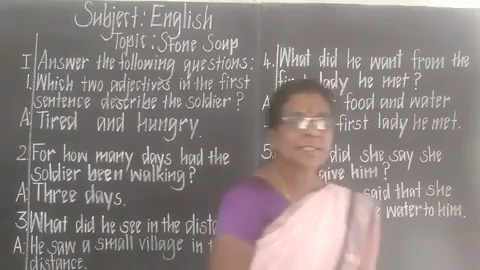 Subject: English
Topic: Stone Soup
I Answer the following questions:
1. Which two adjectives in the first
sentence describe the soldier?
A: Tired and hungry.
2. For how many days had the
soldier been walking?
A: Three days.
3. What did he see in the dista
A: He saw a small village in t
distance.
4. What did he want from the
lady he met?
A food and water
first lady he met.
5. did she say she
give him?
said that she
water to him.